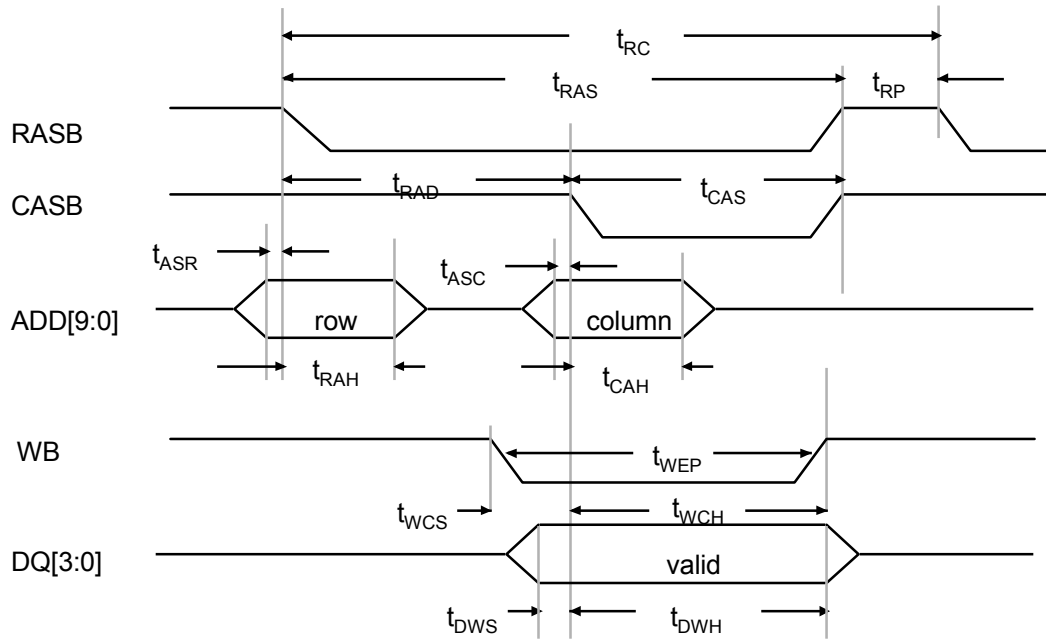 tRC
tRAS
tRP
RASB
tRAD
tCAS
CASB
tASR
tASC
ADD[9:0]
row
column
tRAH
tCAH
WB
tWEP
tWCS
tWCH
DQ[3:0]
valid
tDWS
tDWH